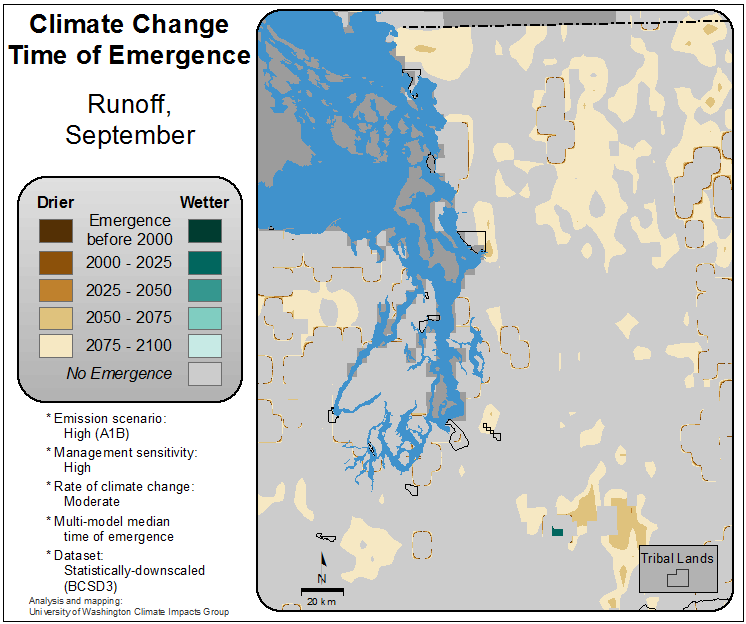 Climate Change
Time of Emergence
Runoff,
September
Drier
Wetter
Emergence
before 2000
2000 - 2025
2025 - 2050
2050 - 2075
2075 - 2100
No Emergence
* Emission scenario:
High (A1B)
* Management sensitivity:
High
* Rate of climate change:
Moderate
* Multi-model median
time of emergence
* Dataset:
Statistically-downscaled
(BCSD3)
Analysis and mapping:
University of Washington Climate Impacts Group
N
20 km
Tribal Lands